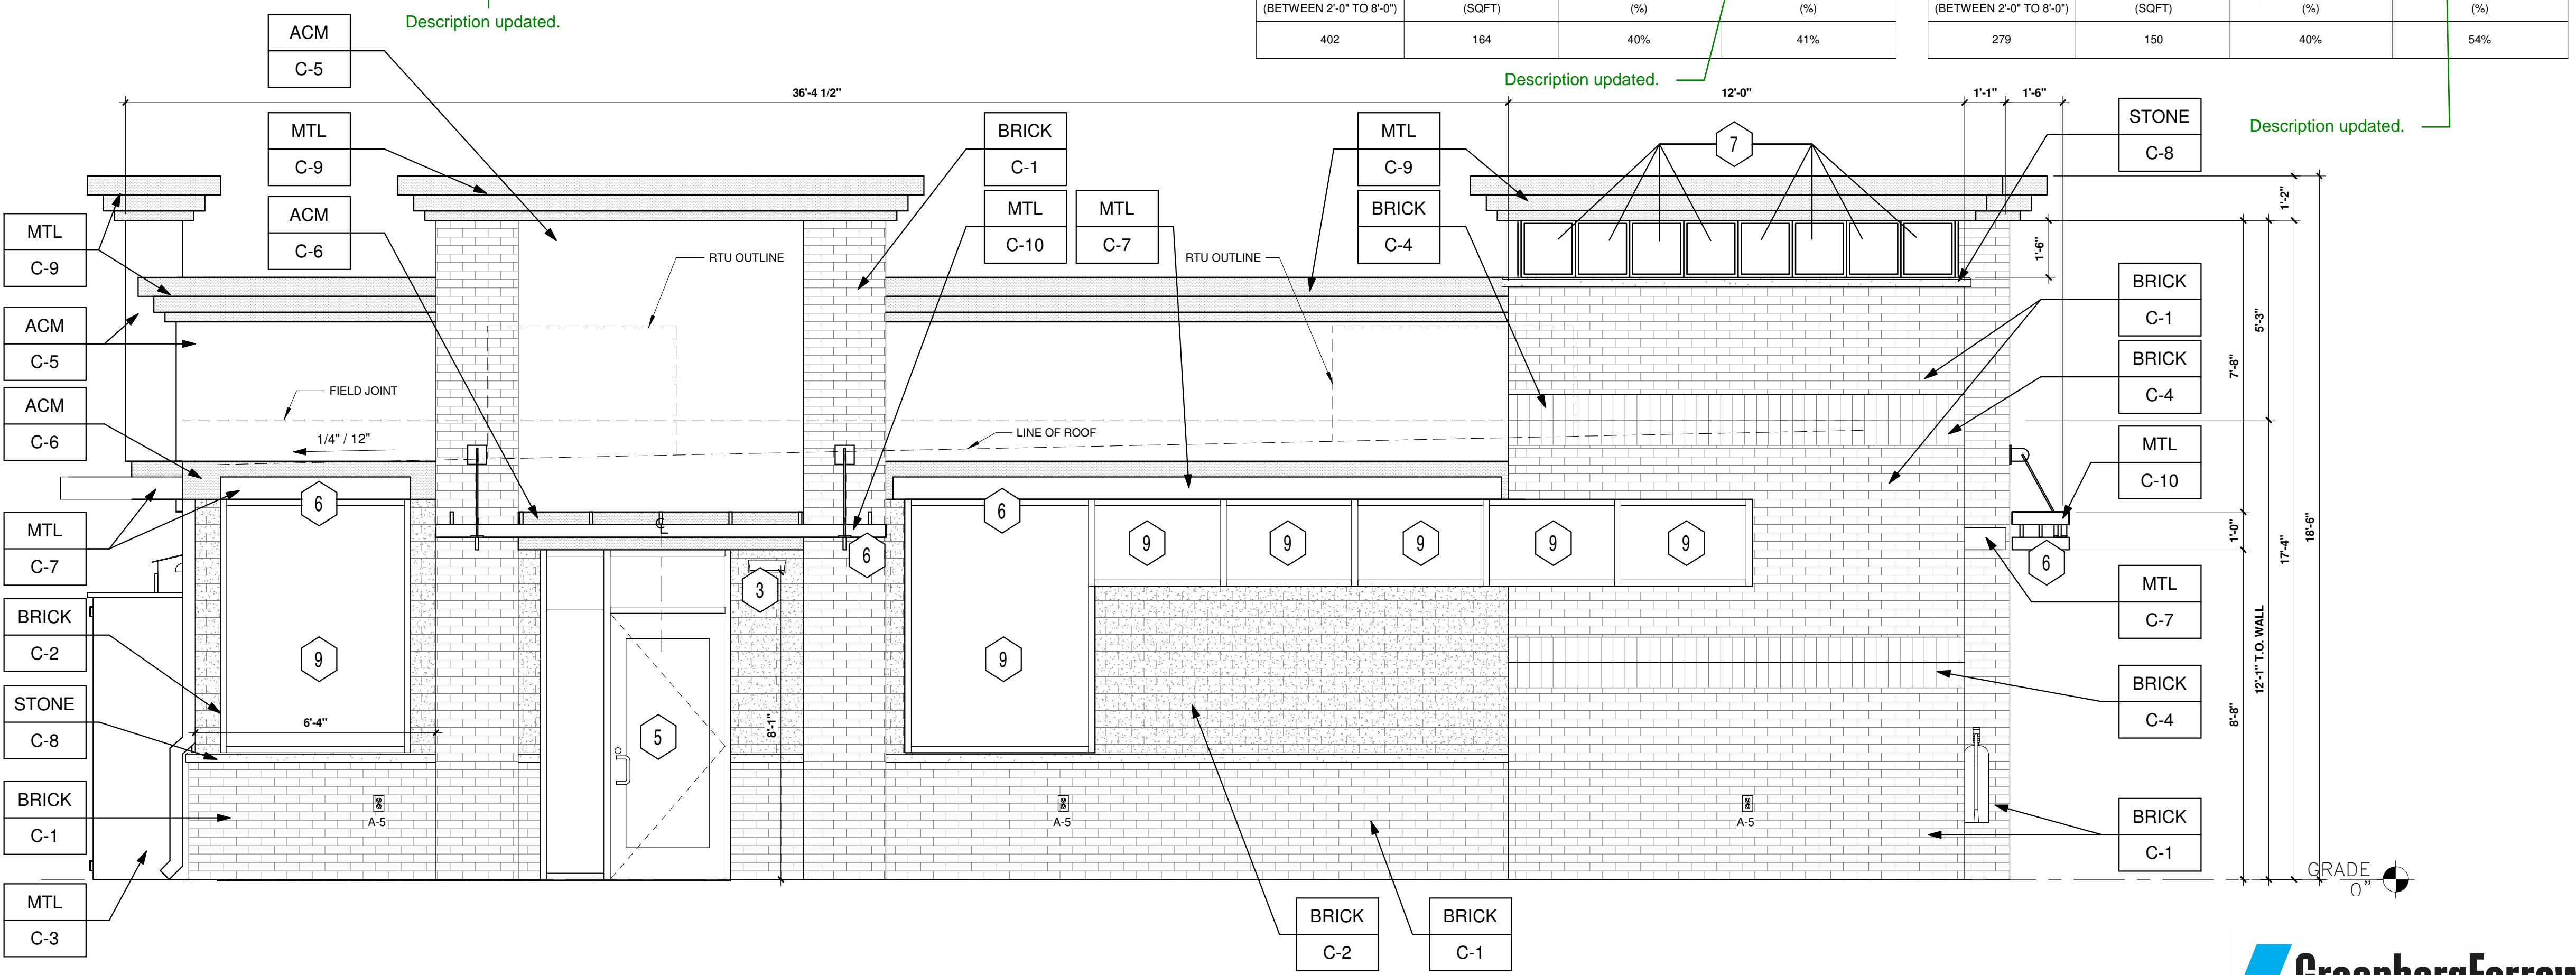 (BETWEEN 2'-0" TO 8'-0") (SQFT) (%) (%)
402 164 40% 41%
(BETWEEN 2'-0" TO 8'-0") (SQFT) (%) (%)
279 150 40% 54%
Description updated.
Description updated.
Description updated.
36'-4 1/2"
12'-0"
1'-1"
1'-6"
ACM
C-5
MTL
C-9
ACM
C-6
BRICK
C-1
MTL
C-10
MTL
C-7
MTL
C-9
BRICK
C-4
7
STONE
C-8
MTL
C-9
ACM
C-5
ACM
C-6
MTL
C-7
BRICK
C-2
STONE
C-8
BRICK
C-1
MTL
C-3
RTU OUTLINE
RTU OUTLINE
FIELD JOINT
1/4" / 12"
LINE OF ROOF
6
9
6'-4"
A-5
℄
6
3
5
8'-1"
6
9
9
9
9
9
9
A-5
A-5
BRICK
C-2
BRICK
C-1
BRICK
C-1
BRICK
C-4
MTL
C-10
6
MTL
C-7
BRICK
C-4
BRICK
C-1
1'-6"
1'-2"
7'-8"
5'-3"
1'-0"
8'-8"
12'-1" T.O. WALL
17'-4"
18'-6"
GRADE
0"